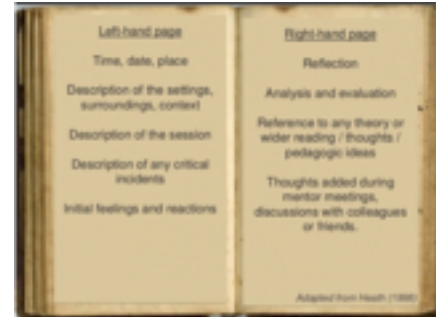 Left-hand page
Time, date, place
Description of the settings,
surroundings, context
Description of the session
Description of any critical
incidents
Initial feelings and reactions
Right-hand page
Reflection
Analysis and evaluation
Reference to any theory or
wider reading / thoughts /
pedagogic ideas
Thoughts added during
mentor meetings,
discussions with colleagues
or friends.
Adapted from Heath (1998)